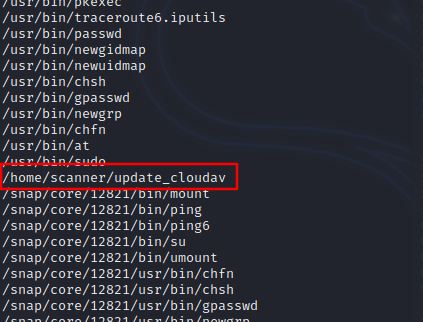 /usr/bin/pkexec
/usr/bin/traceroute6.iputils
/usr/bin/passwd
/usr/bin/newgidmap
/usr/bin/newuidmap
/usr/bin/chsh
/usr/bin/gpasswd
/usr/bin/newgrp
/usr/bin/chfn
/usr/bin/at
/usr/bin/sudo
/home/scanner/update_cloudav
/snap/core/12821/bin/mount
/snap/core/12821/bin/ping
/snap/core/12821/bin/ping6
/snap/core/12821/bin/su
/snap/core/12821/bin/umount
/snap/core/12821/usr/bin/chfn
/snap/core/12821/usr/bin/chsh
/snap/core/12821/usr/bin/gpasswd
/snap/core/12821/usr/bin/newgrp